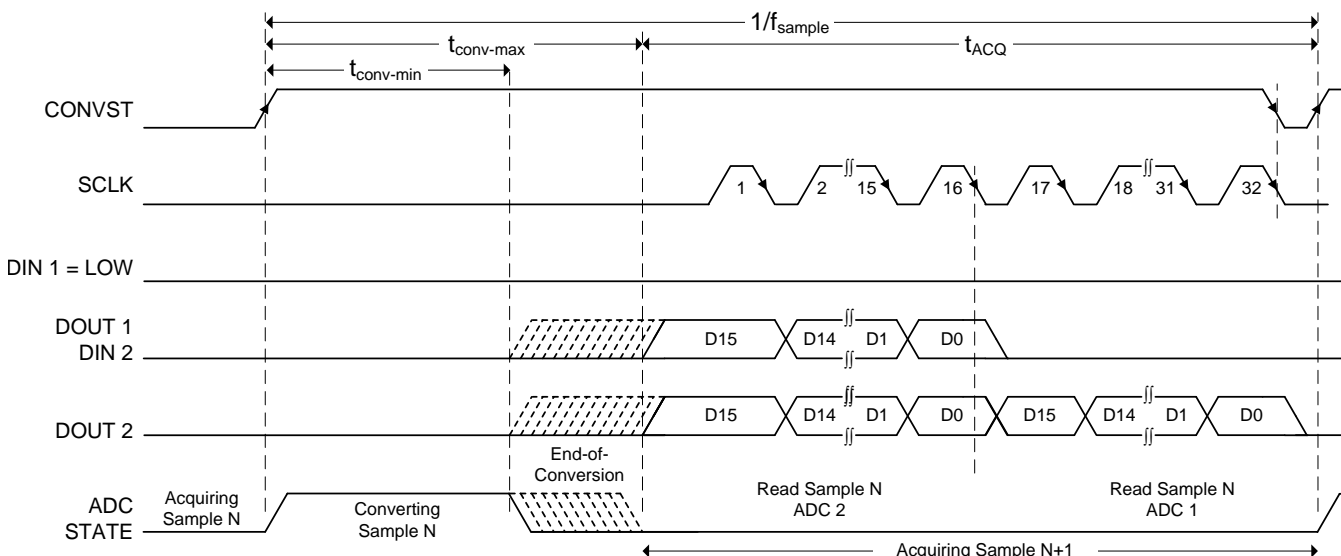 1/fsample
tconv-max
tACQ
tconv-min
CONVST
SCLK
1 2 ∫∫ 15 16 17 18 ∫∫ 31 32
DIN 1 = LOW
DOUT 1
DIN 2
D15 D14 ∫∫ D1 D0
DOUT 2
D15 D14 ∫∫ D1 D0 D15 D14 ∫∫ D1 D0
End-of-
Conversion
ADC
STATE
Acquiring
Sample N
Converting
Sample N
Read Sample N
ADC 2
Read Sample N
ADC 1
Acquiring Sample N+1